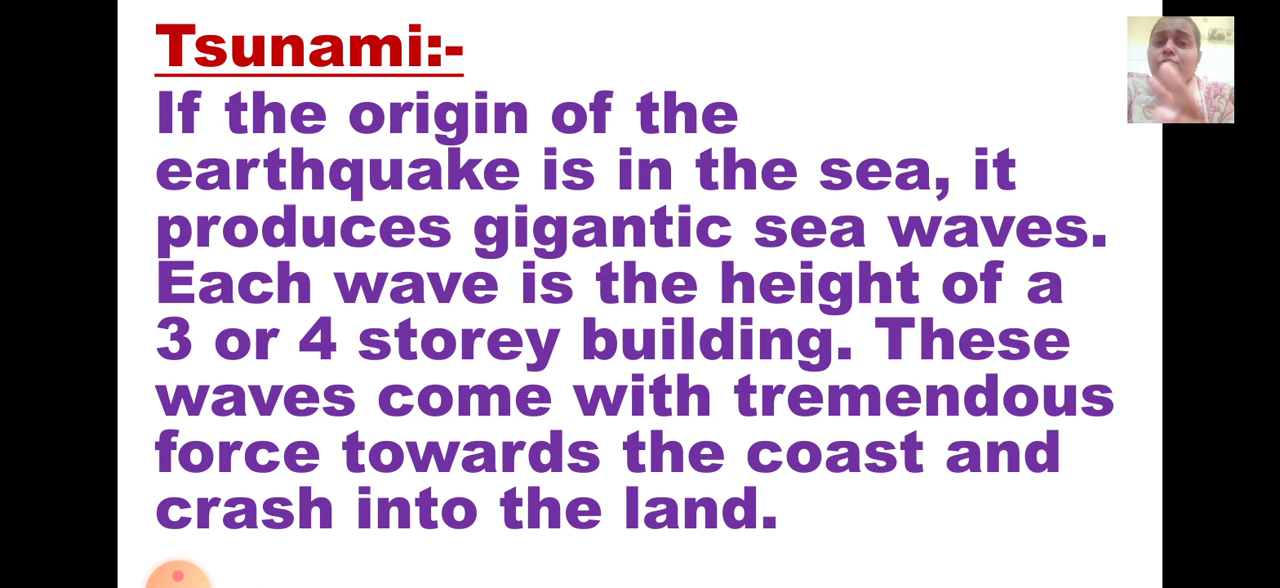 Tsunami:-
If the origin of the
earthquake is in the sea, it
produces gigantic sea waves.
Each wave is the height of a
3 or 4 storey building. These
waves come with tremendous
force towards the coast and
crash into the land.